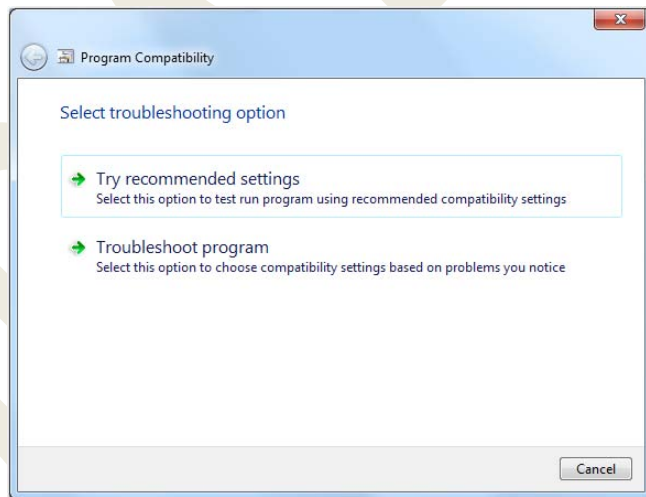 Program Compatibility
Select troubleshooting option
Try recommended settings
Select this option to test run program using recommended compatibility settings
Troubleshoot program
Select this option to choose compatibility settings based on problems you notice
Cancel